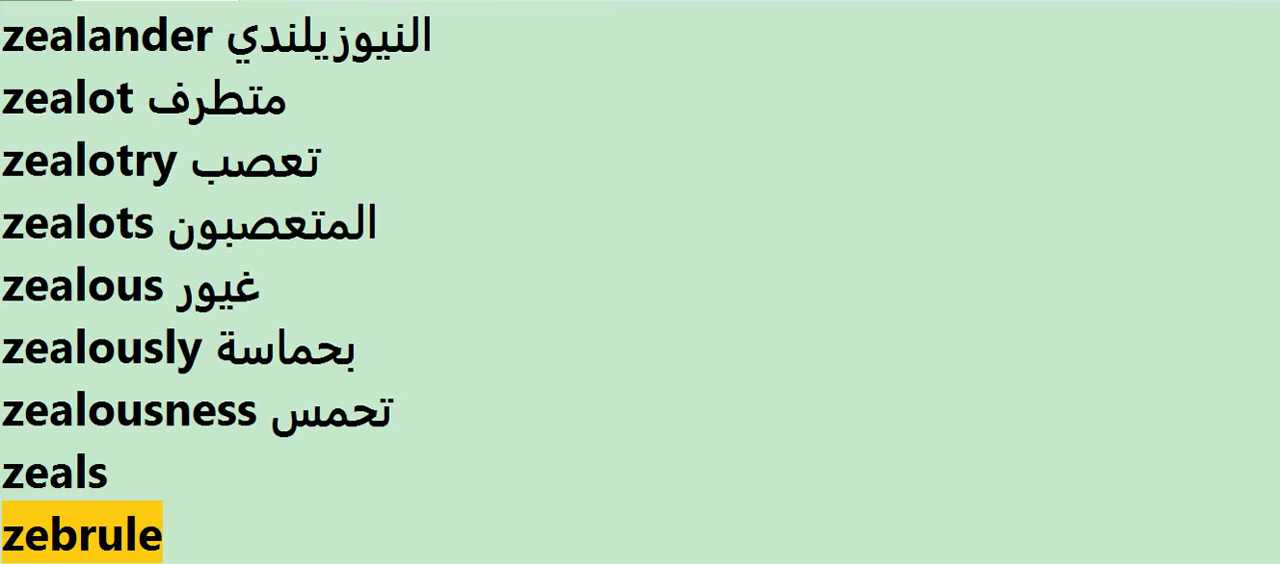 zealander النيوزيلندي
zealot متطرف
zealotry تعصب
zealots المتعصبون
zealous غيور
zealously بحماسة
zealousness تحمس
zeals
zebrule